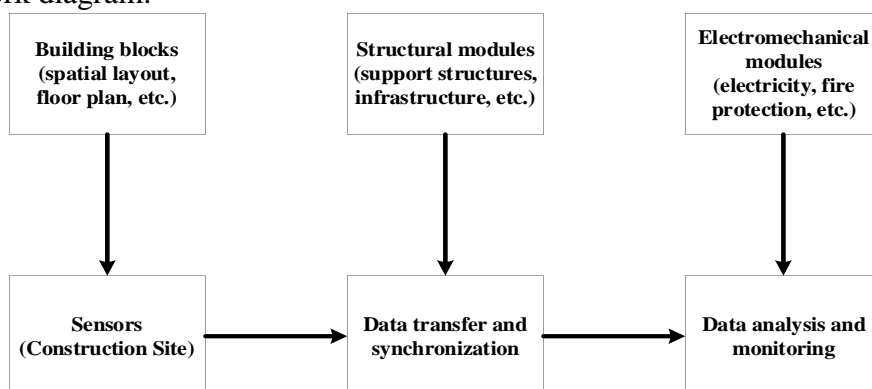 ork diagram.
Building blocks
(spatial layout,
floor plan, etc.)
Structural modules
(support structures,
infrastructure, etc.)
Electromechanical
modules
(electricity, fire
protection, etc.)
Sensors
(Construction Site)
Data transfer and
synchronization
Data analysis and
monitoring